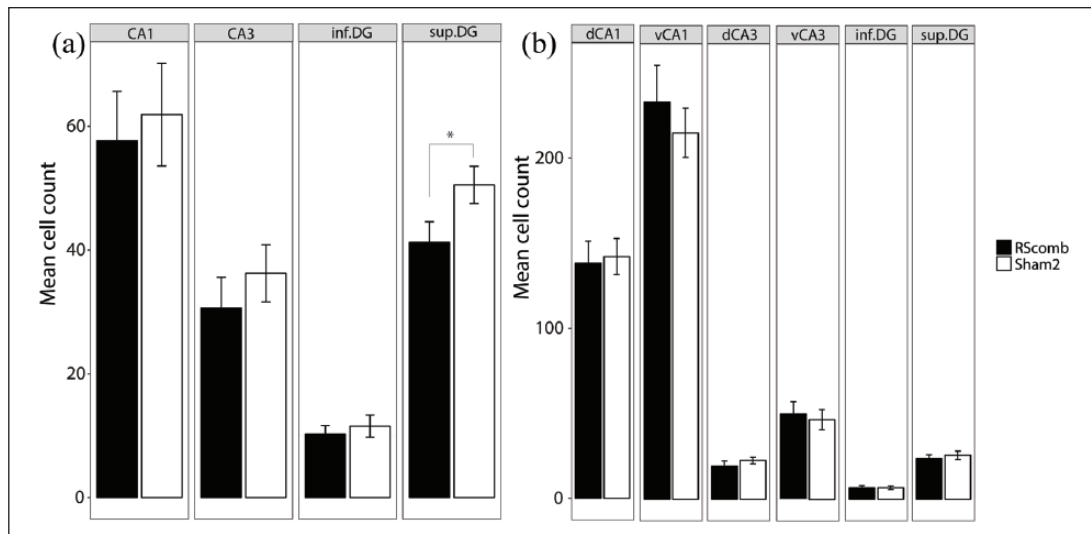 (a)
CA1 CA3 inf.DG sup.DG
Mean cell count
60
40
20
0
*
(b)
dCA1 vCA1 dCA3 vCA3 inf.DG sup.DG
Mean cell count
200
100
0
RScomb
Sham2